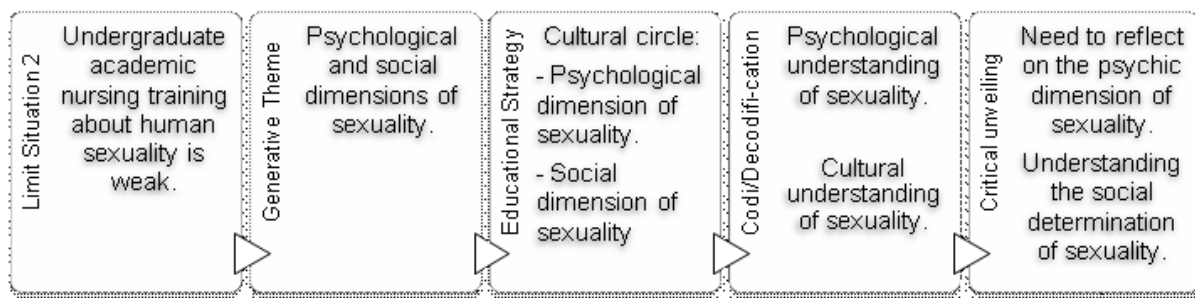 Limit Situation 2
Undergraduate
academic
nursing training
about human
sexuality is
weak.
Generative Theme
Psychological
and social
dimensions of
sexuality.
Educational Strategy
Cultural circle:
- Psychological
dimension of
sexuality.
- Social
dimension of
sexuality
Codi/Decodifi-cation
Psychological
understanding
of sexuality.
Cultural
understanding
of sexuality.
Critical unveiling
Need to reflect
on the psychic
dimension of
sexuality.
Understanding
the social
determination
of sexuality.